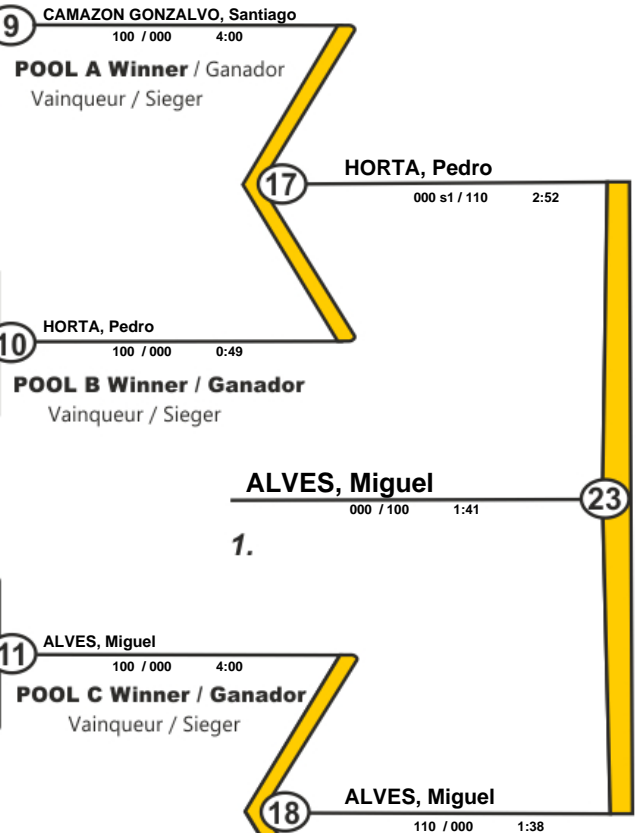 9
CAMAZON GONZALVO, Santiago
100 / 000 4:00
POOL A Winner / Ganador
Vainqueur / Sieger
17
HORTA, Pedro
000 s1 / 110 2:52
10
HORTA, Pedro
100 / 000 0:49
POOL B Winner / Ganador
Vainqueur / Sieger
ALVES, Miguel
000 / 100 1:41
23
1.
11
ALVES, Miguel
100 / 000 4:00
POOL C Winner / Ganador
Vainqueur / Sieger
18
ALVES, Miguel
110 / 000 1:38